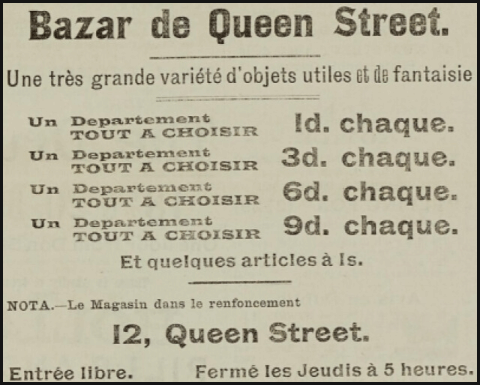 Bazar de Queen Street.
Une très grande variété d'objets utiles et de fantaisie
Un Departement
TOUT A CHOISIR 1d. chaque.
Un Departement
TOUT A CHOISIR 3d. chaque.
Un Departement
TOUT A CHOISIR 6d. chaque.
Un Departement
TOUT A CHOISIR 9d. chaque.
Et quelques articles à 1s.
NOTA.—Le Magasin dans le renfoncement
12, Queen Street.
Entrée libre. Fermé les Jeudis à 5 heures.